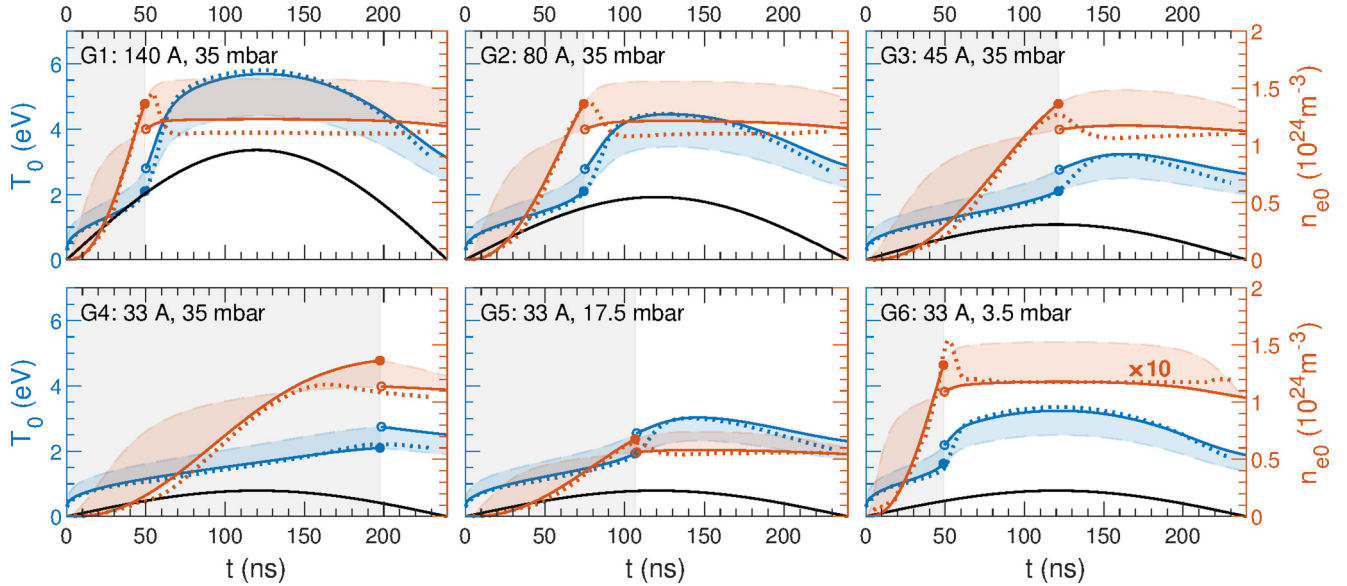 0 50 100 150 200 0 50 100 150 200 0 50 100 150 200
G1: 140 A, 35 mbar G2: 80 A, 35 mbar G3: 45 A, 35 mbar
T0 (eV)
0 2 4 6
ne0 (10^24 m^-3)
0 0.5 1 1.5 2
G4: 33 A, 35 mbar G5: 33 A, 17.5 mbar G6: 33 A, 3.5 mbar
×10
T0 (eV)
0 2 4 6
ne0 (10^24 m^-3)
0 0.5 1 1.5 2
0 50 100 150 200 0 50 100 150 200 0 50 100 150 200
t (ns) t (ns) t (ns)